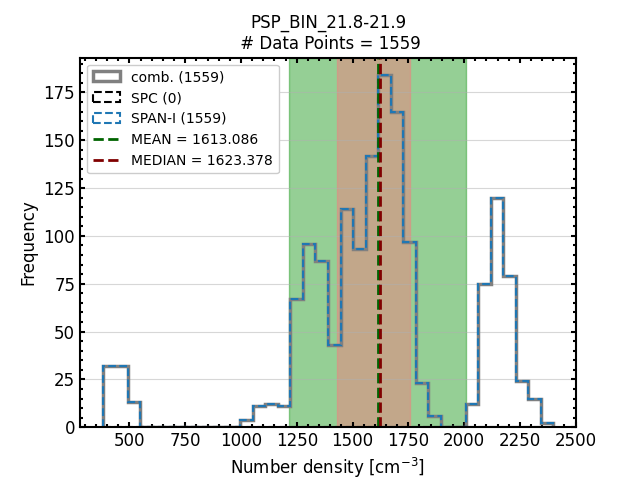 PSP_BIN_21.8-21.9
# Data Points = 1559
comb. (1559)
SPC (0)
SPAN-I (1559)
MEAN = 1613.086
MEDIAN = 1623.378
Frequency
175
150
125
100
75
50
25
0
500 750 1000 1250 1500 1750 2000 2250 2500
Number density [cm⁻³]